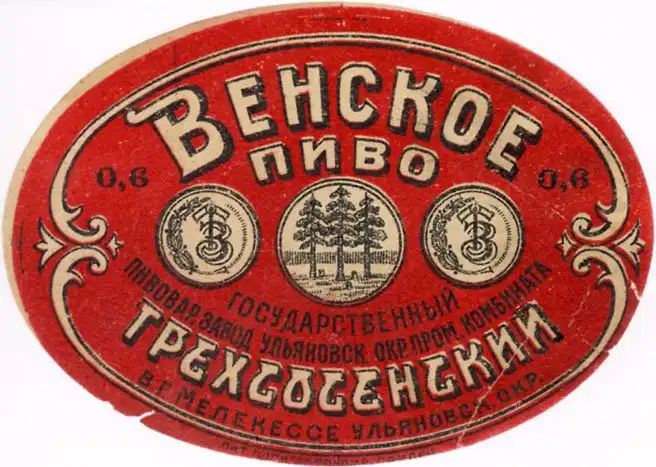 ВЕНСКОЕ
ПИВО
0,6
0,6
ГОСУДАРСТВЕННЫЙ
ПИВОВАР. ЗАВОД УЛЬЯНОВСК. ОКР. ПРОМ. КОМБИНАТА
ТРЕХСОСЕНСКИЙ
В Г. МЕЛЕКЕССЕ УЛЬЯНОВСК. ОКР.